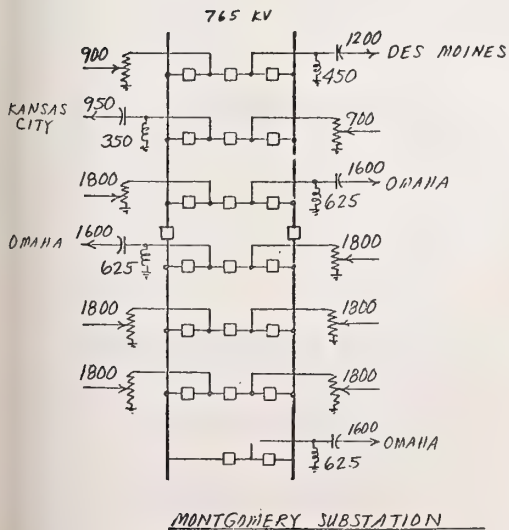 765 KV
900
1200
DES MOINES
450
KANSAS
CITY
950
350
900
1800
1600
OMAHA
625
OMAHA
1600
625
1800
1800
1800
1800
1800
1600
OMAHA
625
MONTGOMERY SUBSTATION